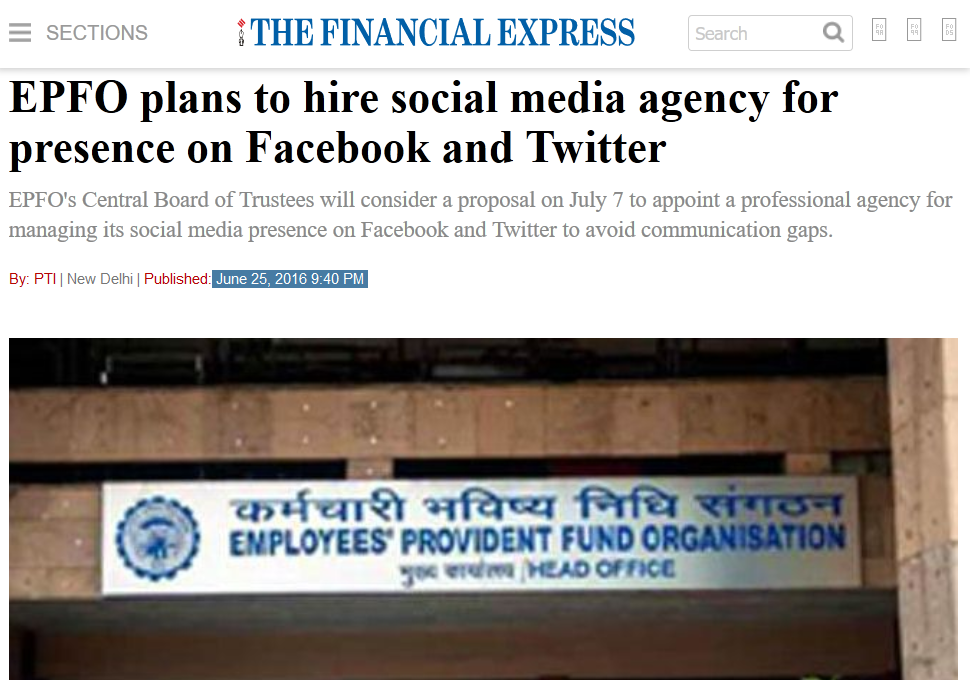 SECTIONS
THE FINANCIAL EXPRESS
Search
EPFO plans to hire social media agency for
presence on Facebook and Twitter
EPFO's Central Board of Trustees will consider a proposal on July 7 to appoint a professional agency for
managing its social media presence on Facebook and Twitter to avoid communication gaps.
By: PTI | New Delhi | Published: June 25, 2016 9:40 PM
कर्मचारी भविष्य निधि संगठन
EMPLOYEES' PROVIDENT FUND ORGANISATION
मुख्य कार्यालय / HEAD OFFICE